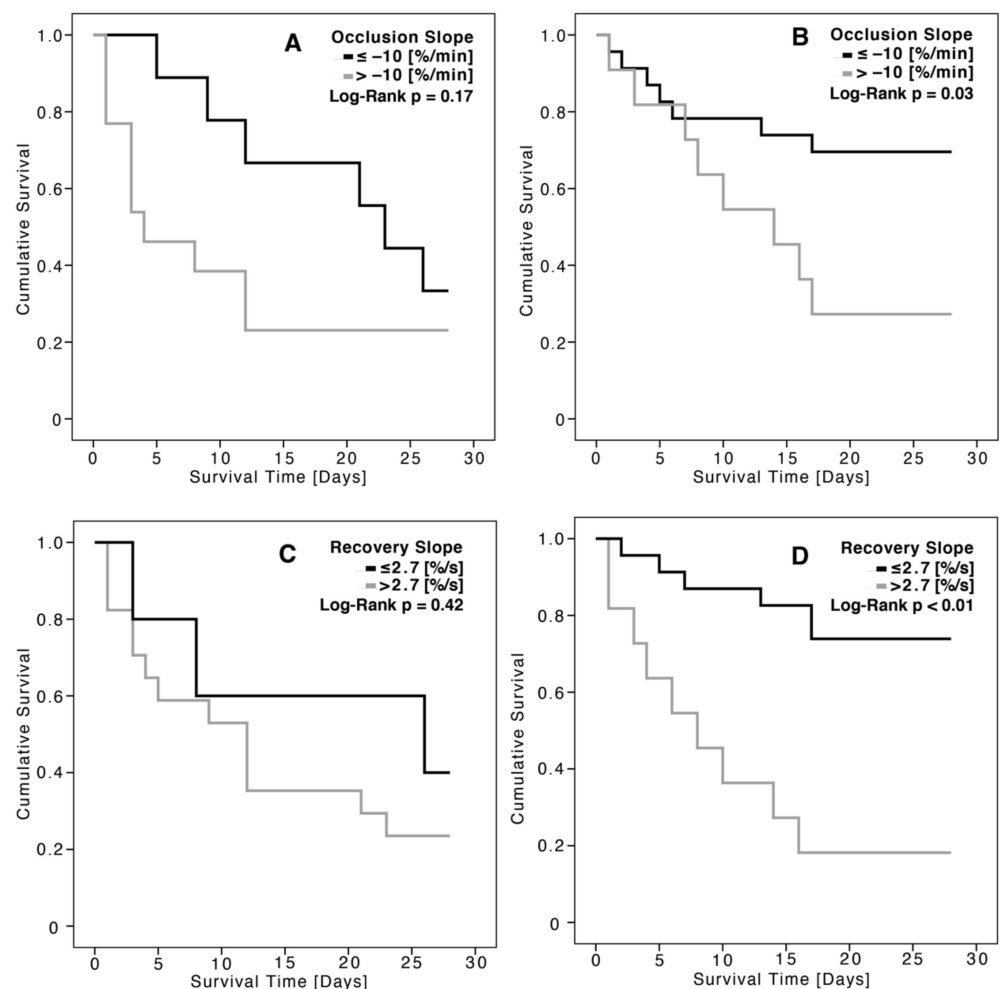 A
Occlusion Slope
≤ −10 [%/min]
> −10 [%/min]
Log-Rank p = 0.17
1.0
0.8
0.6
0.4
0.2
0
Cumulative Survival
0 5 10 15 20 25 30
Survival Time [Days]
B
Occlusion Slope
≤ −10 [%/min]
> −10 [%/min]
Log-Rank p = 0.03
1.0
0.8
0.6
0.4
0.2
0
Cumulative Survival
0 5 10 15 20 25 30
Survival Time [Days]
C
Recovery Slope
≤2.7 [%/s]
>2.7 [%/s]
Log-Rank p = 0.42
1.0
0.8
0.6
0.4
0.2
0
Cumulative Survival
0 5 10 15 20 25 30
Survival Time [Days]
D
Recovery Slope
≤2.7 [%/s]
>2.7 [%/s]
Log-Rank p < 0.01
1.0
0.8
0.6
0.4
0.2
0
Cumulative Survival
0 5 10 15 20 25 30
Survival Time [Days]